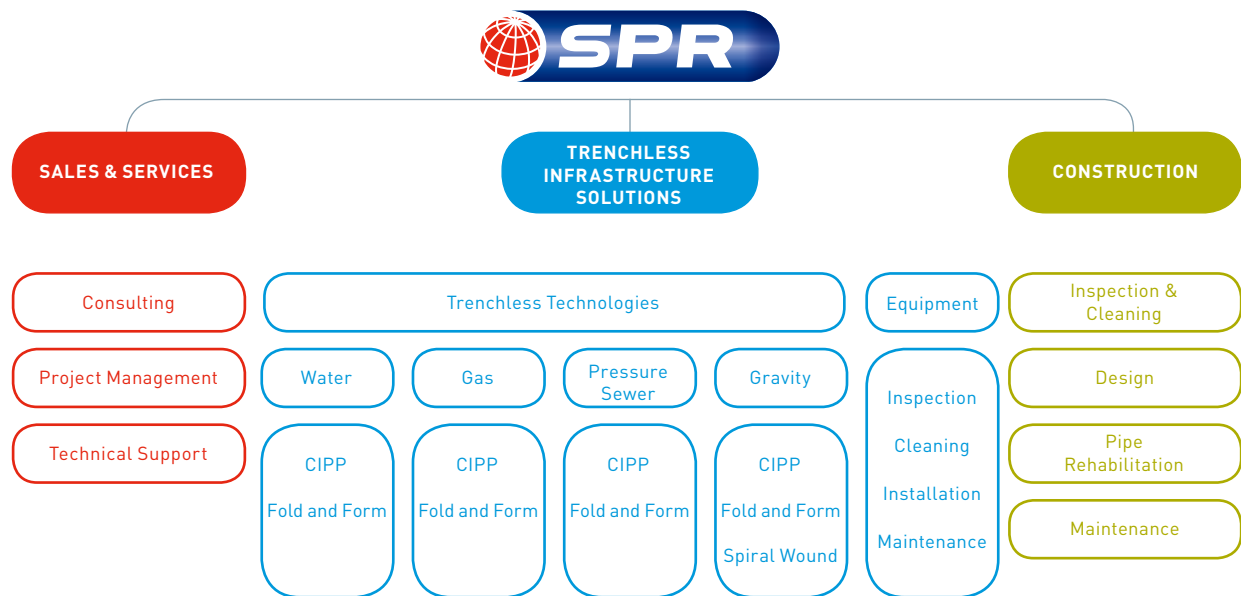 SPR
SALES & SERVICES
TRENCHLESS
INFRASTRUCTURE
SOLUTIONS
CONSTRUCTION
Consulting
Trenchless Technologies
Equipment
Inspection &
Cleaning
Project Management
Water
Gas
Pressure
Sewer
Gravity
Design
Technical Support
CIPP
Fold and Form
CIPP
Fold and Form
CIPP
Fold and Form
CIPP
Fold and Form
Spiral Wound
Inspection
Cleaning
Installation
Maintenance
Pipe
Rehabilitation
Maintenance